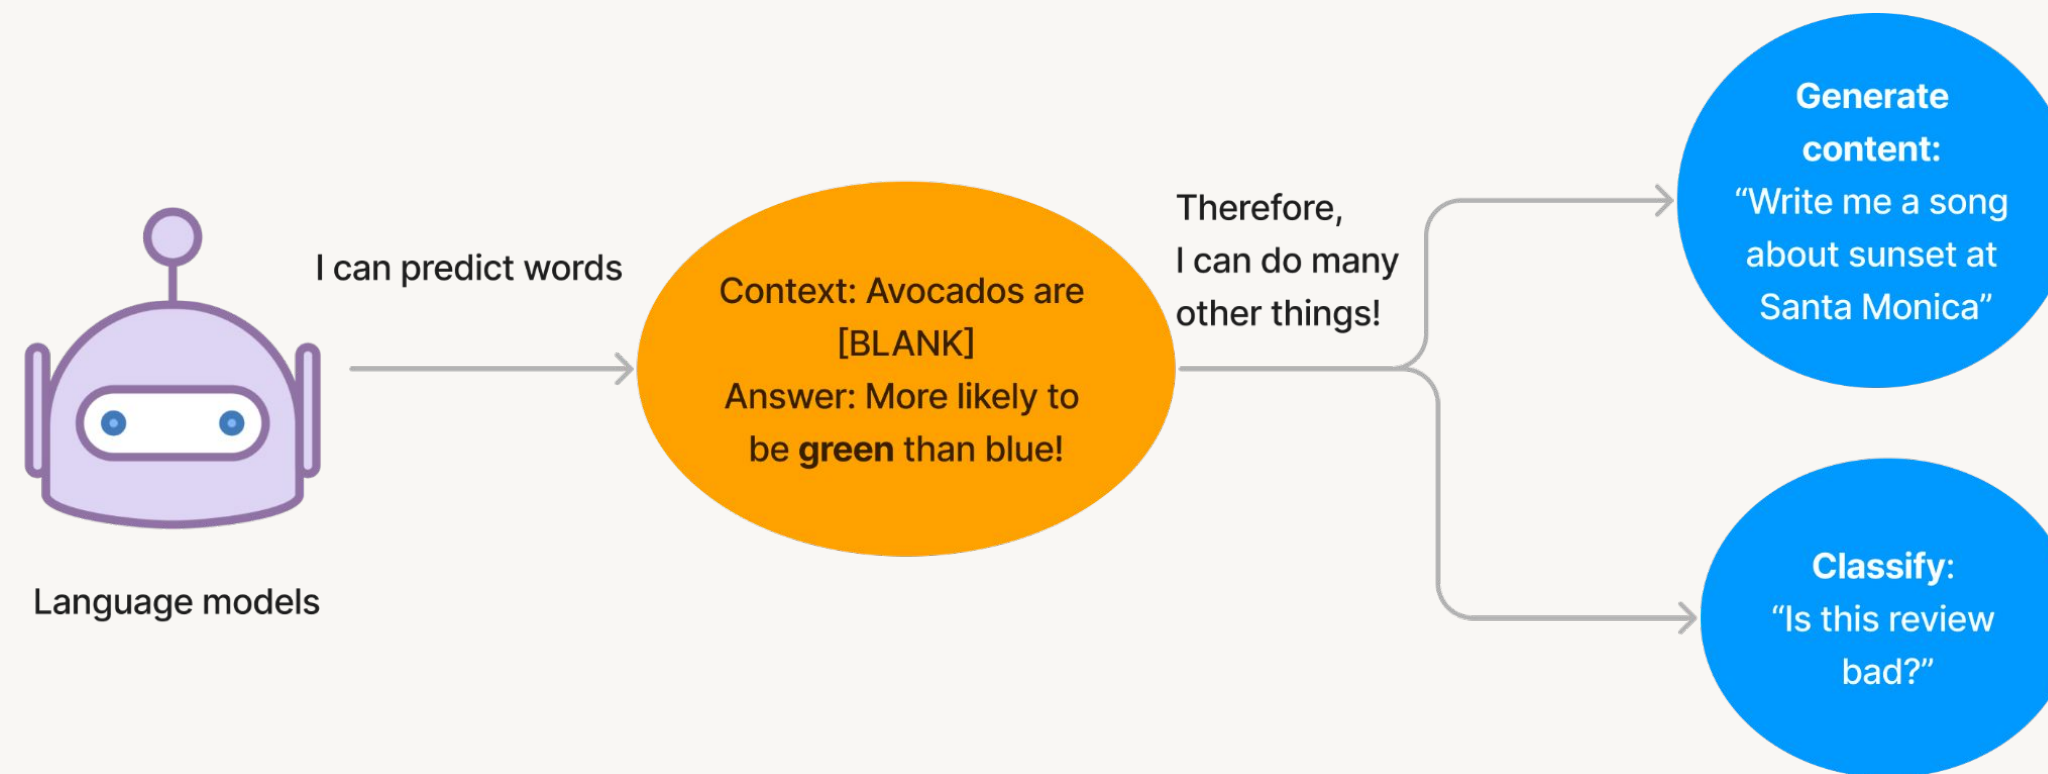 I can predict words
Language models
Context: Avocados are
[BLANK]
Answer: More likely to
be green than blue!
Therefore,
I can do many
other things!
Generate
content:
“Write me a song
about sunset at
Santa Monica”
Classify:
“Is this review
bad?”